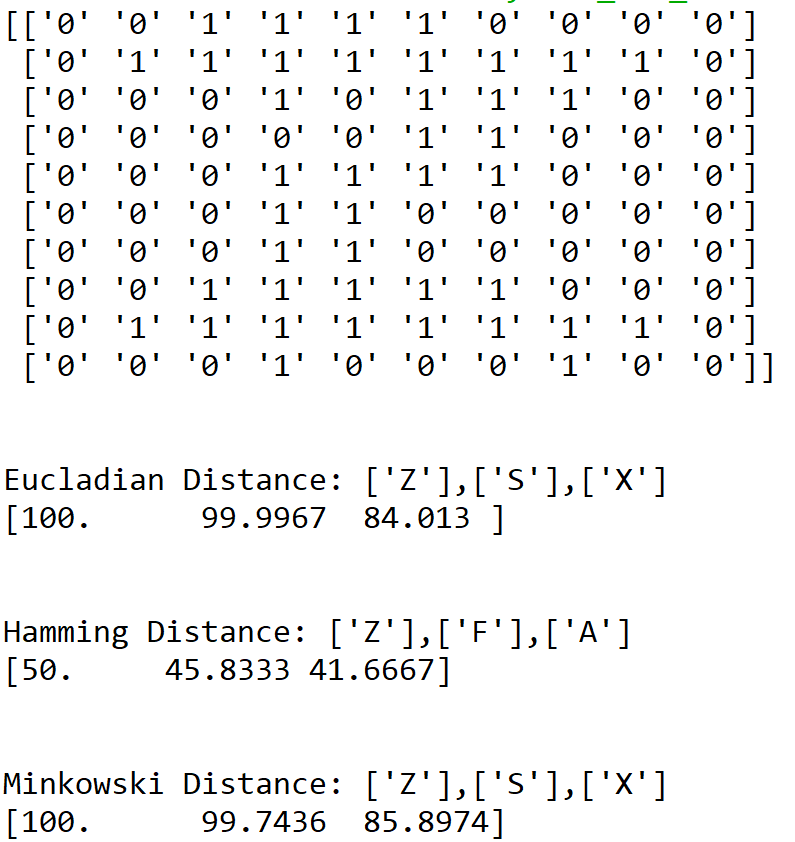 [['0' '0' '1' '1' '1' '1' '0' '0' '0' '0']
['0' '1' '1' '1' '1' '1' '1' '1' '1' '0']
['0' '0' '0' '1' '0' '1' '1' '1' '0' '0']
['0' '0' '0' '0' '0' '1' '1' '0' '0' '0']
['0' '0' '0' '1' '1' '1' '1' '0' '0' '0']
['0' '0' '0' '1' '1' '0' '0' '0' '0' '0']
['0' '0' '0' '1' '1' '0' '0' '0' '0' '0']
['0' '0' '1' '1' '1' '1' '1' '0' '0' '0']
['0' '1' '1' '1' '1' '1' '1' '1' '1' '0']
['0' '0' '0' '1' '0' '0' '0' '1' '0' '0']]
Eucladian Distance: ['Z'],['S'],['X']
[100. 99.9967 84.013 ]
Hamming Distance: ['Z'],['F'],['A']
[50. 45.8333 41.6667]
Minkowski Distance: ['Z'],['S'],['X']
[100. 99.7436 85.8974]